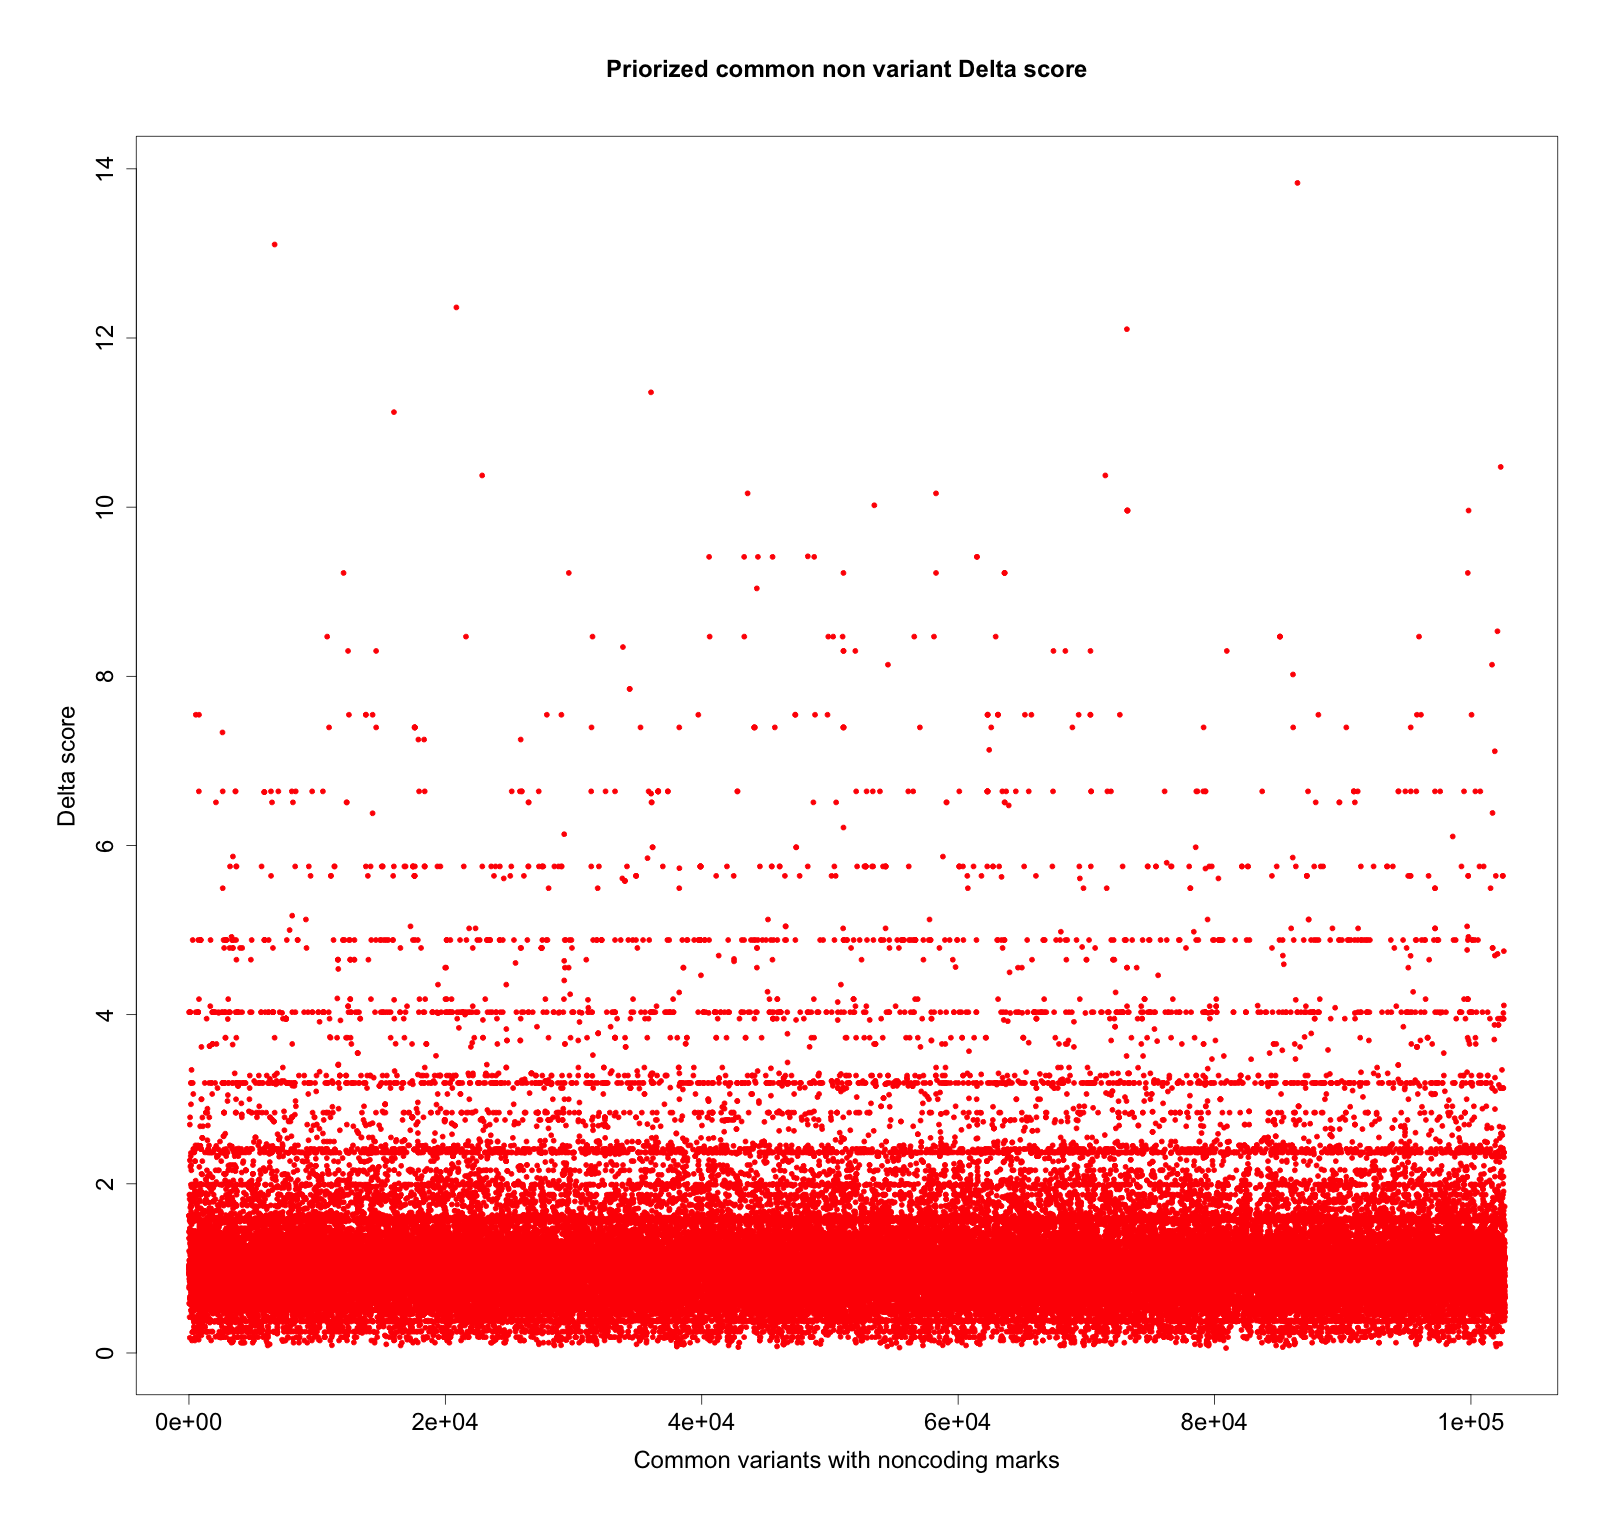 Priorized common non variant Delta score
14
12
10
8
6
4
2
0
Delta score
0e+00 2e+04 4e+04 6e+04 8e+04 1e+05
Common variants with noncoding marks